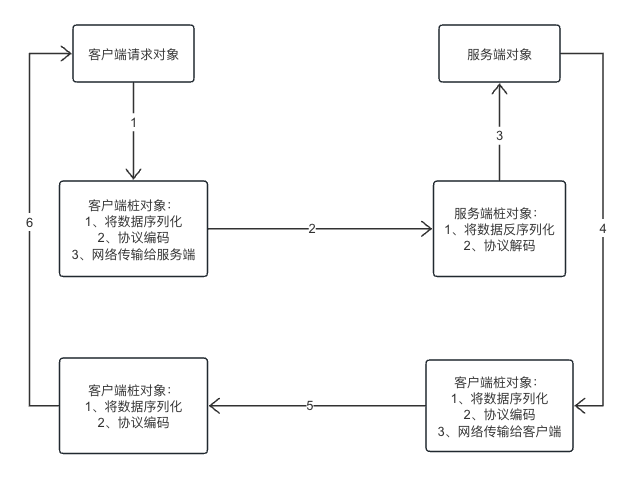 客户端请求对象
服务端对象
1
3
客户端桩对象：
1、将数据序列化
2、协议编码
3、网络传输给服务端
2
服务端桩对象：
1、将数据反序列化
2、协议解码
6
4
客户端桩对象：
1、将数据序列化
2、协议编码
5
客户端桩对象：
1、将数据序列化
2、协议编码
3、网络传输给客户端